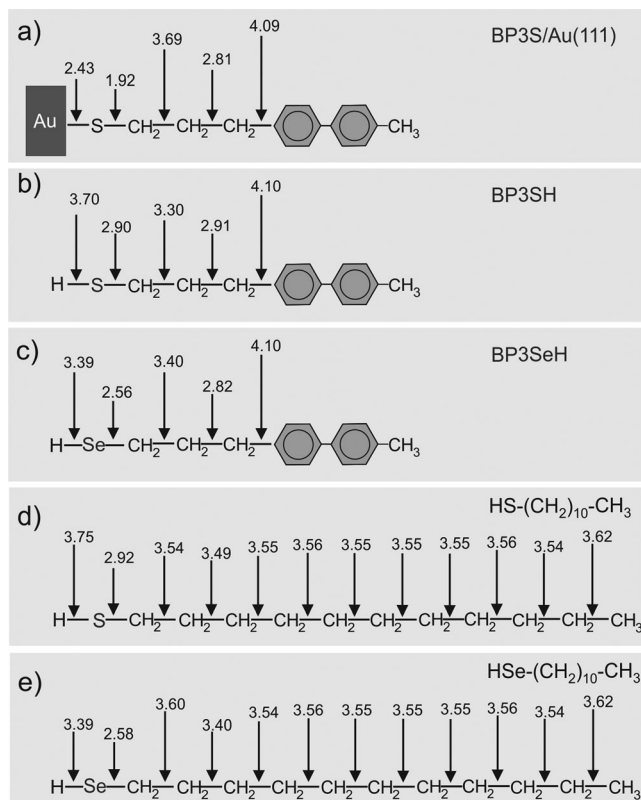 a) BP3S/Au(111)
4.09
3.69
2.81
2.43 1.92
Au S CH₂ CH₂ CH₂ CH₃
b) BP3SH
4.10
3.70 3.30
2.90 2.91
H S CH₂ CH₂ CH₂ CH₃
c) BP3SeH
4.10
3.39 3.40
2.56 2.82
H Se CH₂ CH₂ CH₂ CH₃
d) HS-(CH₂)₁₀-CH₃
3.75 2.92 3.54 3.49 3.55 3.56 3.55 3.55 3.55 3.56 3.54 3.62
H S CH₂ CH₂ CH₂ CH₂ CH₂ CH₂ CH₂ CH₂ CH₂ CH₂ CH₃
e) HSe-(CH₂)₁₀-CH₃
3.39 2.58 3.60 3.40 3.54 3.56 3.55 3.55 3.55 3.56 3.54 3.62
H Se CH₂ CH₂ CH₂ CH₂ CH₂ CH₂ CH₂ CH₂ CH₂ CH₂ CH₃